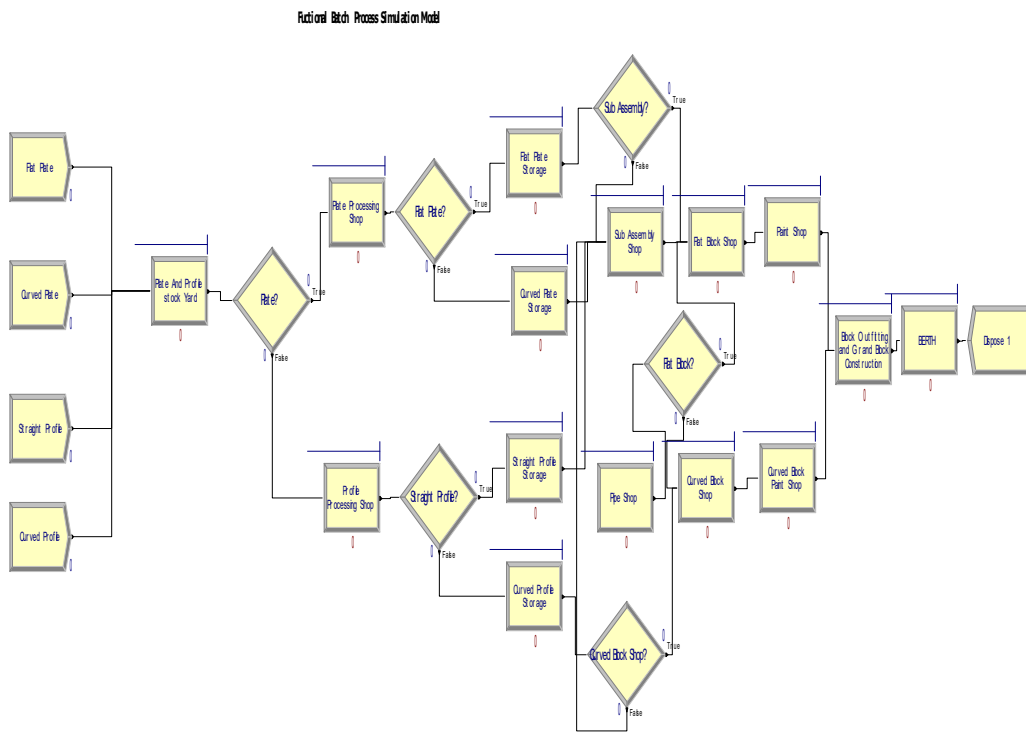 Fuctional Batch Process Simulation Model
Flat Plate
Curved Plate
Straight Profile
Curved Profile
Plate And Profile
stock Yard
Plate?
True
False
Plate Processing
Shop
Flat Plate?
True
False
Flat Plate
Storage
Curved Plate
Storage
Profile
Processing Shop
Straight Profile?
True
False
Straight Profile
Storage
Curved Profile
Storage
Sub Assembly?
True
False
Sub Assembly
Shop
Flat Block Shop
Paint Shop
Flat Block?
True
False
Pipe Shop
Curved Block
Shop
Curved Block
Paint Shop
Curved Block Shop?
True
False
Block Outfitting
and Grand Block
Construction
BERTH
Dispose 1